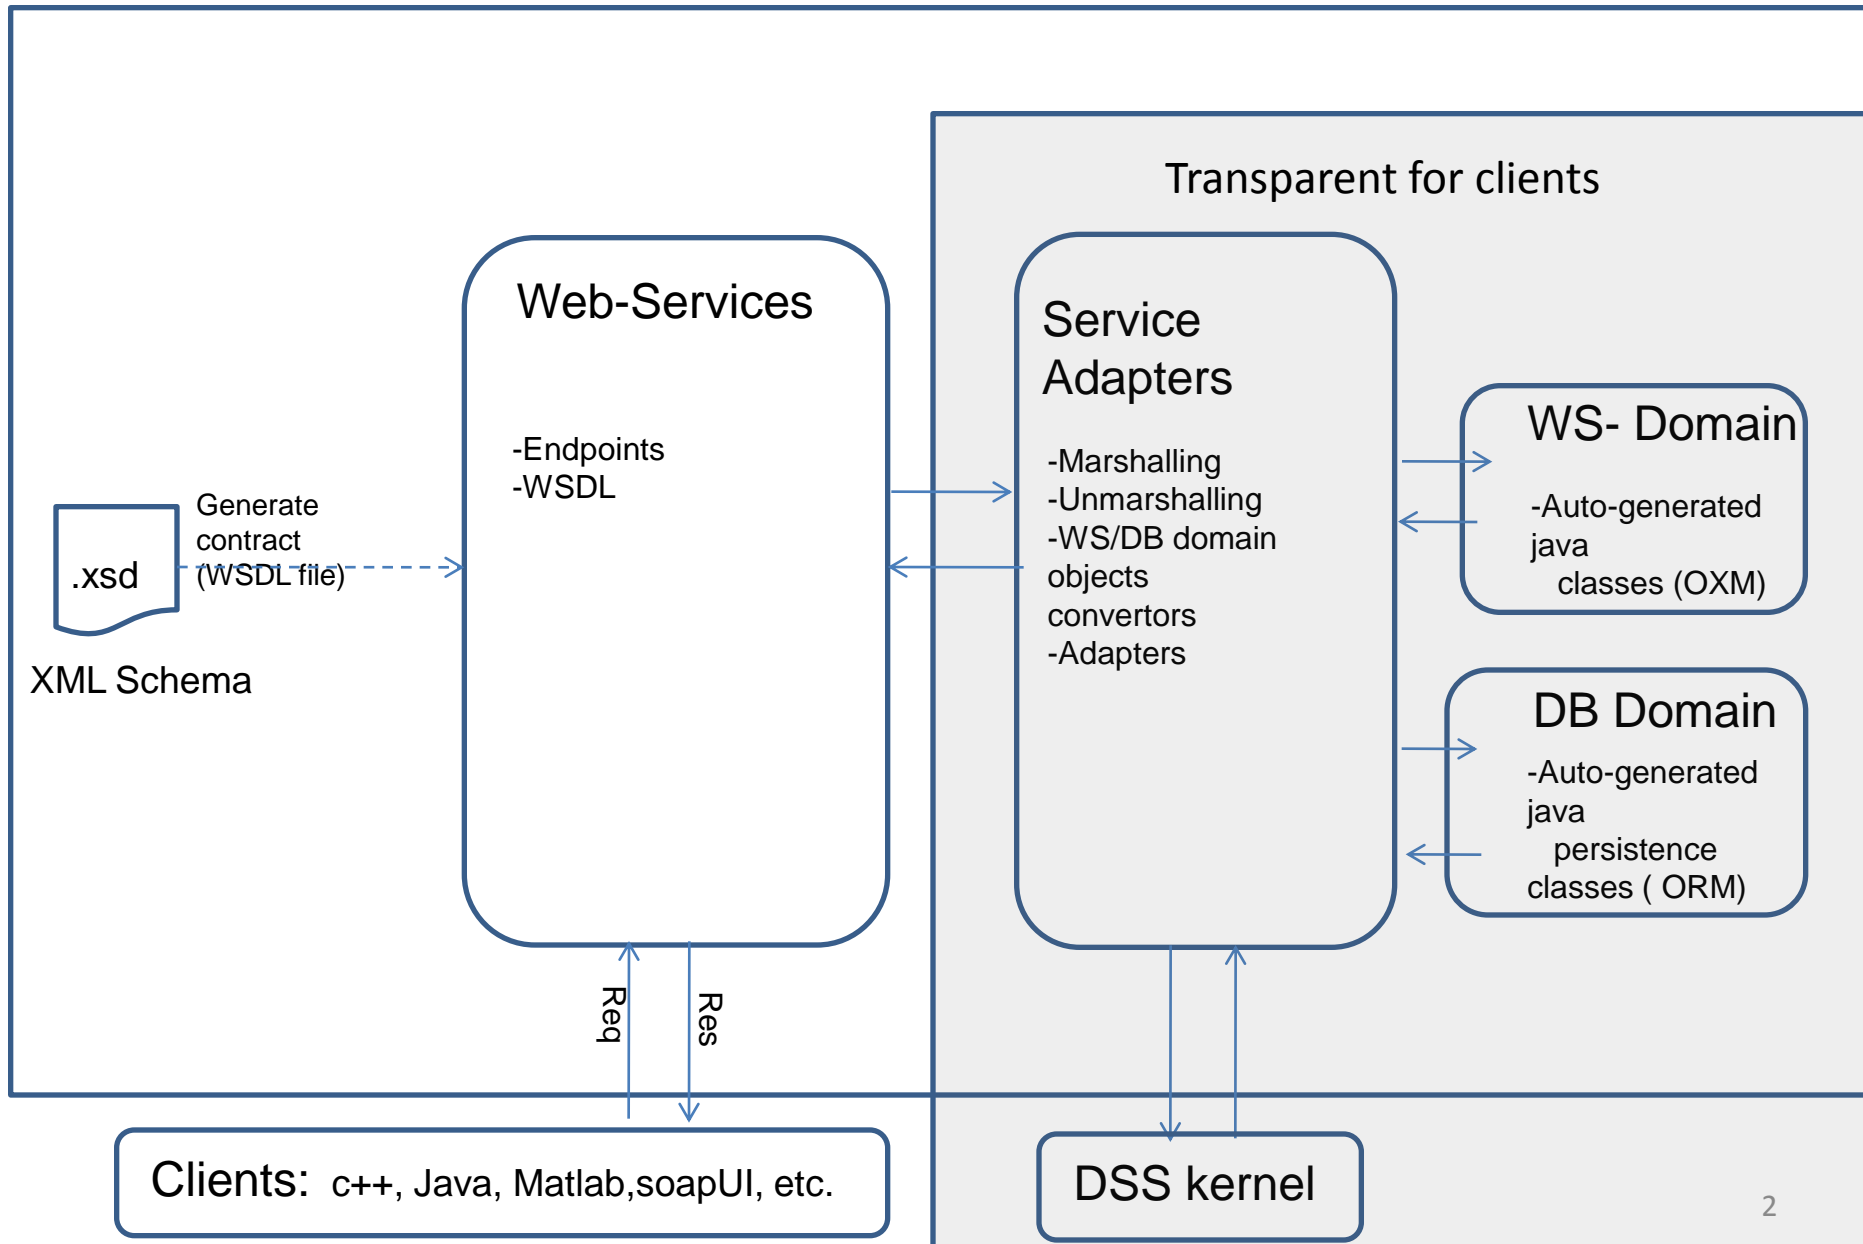 Transparent for clients
Web-Services
-Endpoints
-WSDL
Generate
contract
(WSDL file)
.xsd
XML Schema
Service
Adapters
-Marshalling
-Unmarshalling
-WS/DB domain
objects
convertors
-Adapters
WS- Domain
-Auto-generated
java
classes (OXM)
DB Domain
-Auto-generated
java
persistence
classes ( ORM)
Req
Res
Clients: c++, Java, Matlab,soapUI, etc.
DSS kernel
2